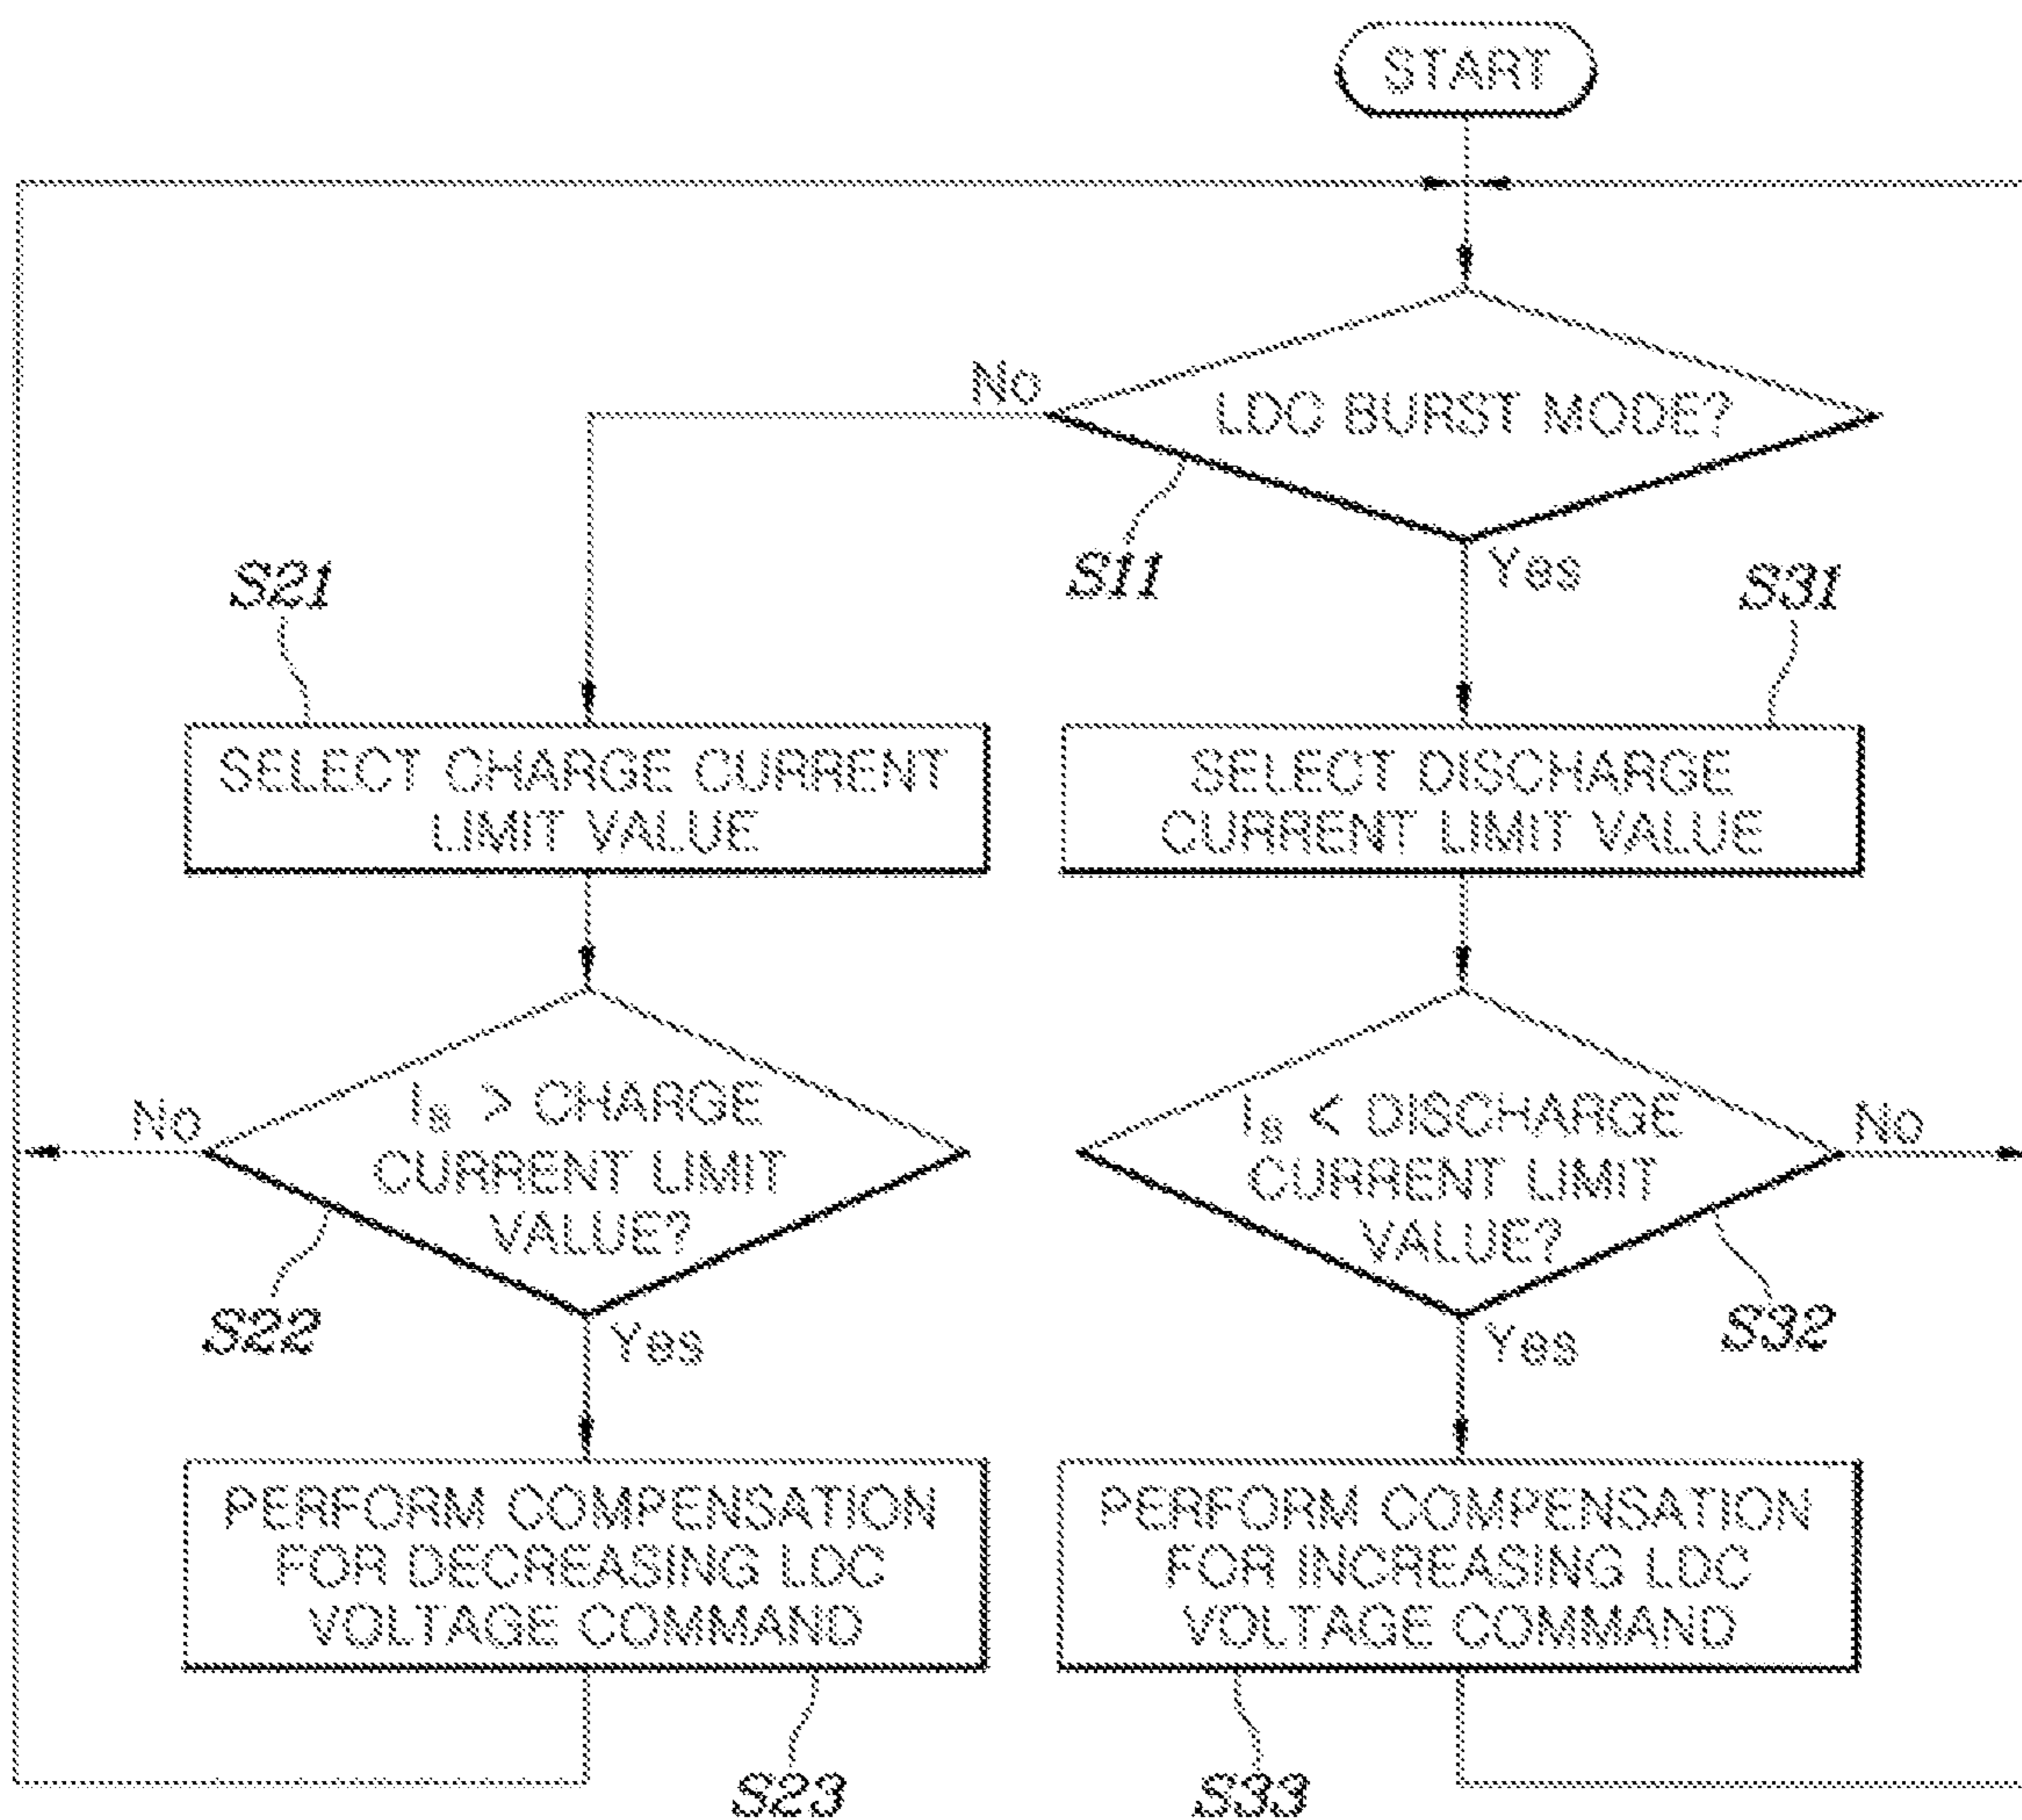 START
No
LDC BURST MODE?
S11
Yes
S21
S31
SELECT CHARGE CURRENT
LIMIT VALUE
SELECT DISCHARGE
CURRENT LIMIT VALUE
No
Is > CHARGE
CURRENT LIMIT
VALUE?
S22
Yes
Is < DISCHARGE
CURRENT LIMIT
VALUE?
No
S32
Yes
PERFORM COMPENSATION
FOR DECREASING LDC
VOLTAGE COMMAND
S23
PERFORM COMPENSATION
FOR INCREASING LDC
VOLTAGE COMMAND
S33